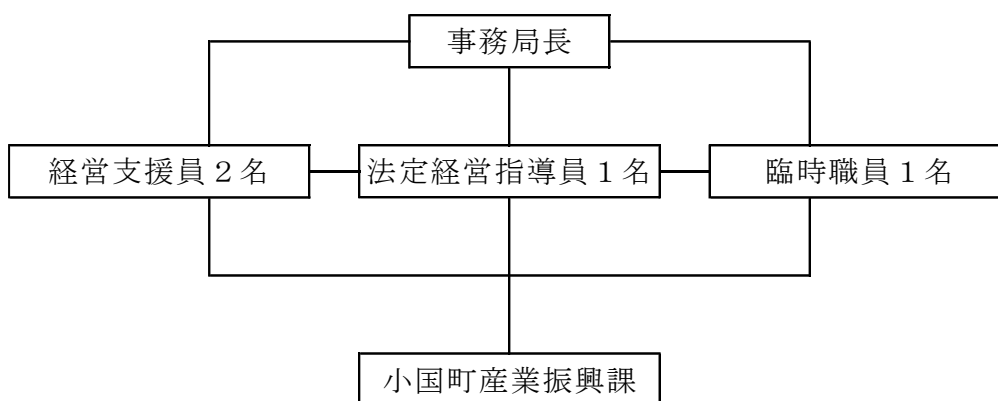 事務局長
経営支援員２名
法定経営指導員１名
臨時職員１名
小国町産業振興課